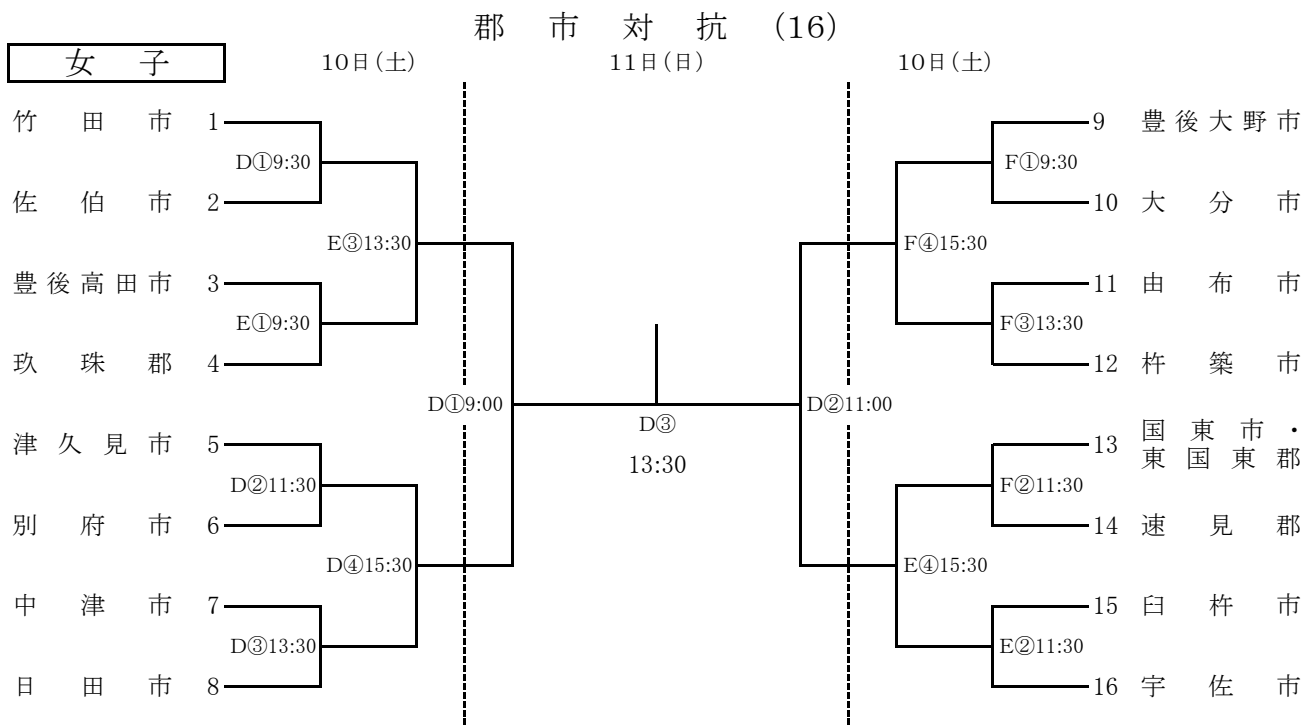 郡市対抗 (16)
女子
10日(土) 11日(日) 10日(土)
竹田市 1
D①9:30
佐伯市 2
E③13:30
豊後高田市 3
E①9:30
玖珠郡 4
D①9:00
津久見市 5
D②11:30
別府市 6
D④15:30
中津市 7
D③13:30
日田市 8
D③
13:30
9 豊後大野市
F①9:30
10 大分市
F④15:30
11 由布市
F③13:30
12 杵築市
D②11:00
13 国東市・
東国東郡
F②11:30
14 速見郡
E④15:30
15 臼杵市
E②11:30
16 宇佐市